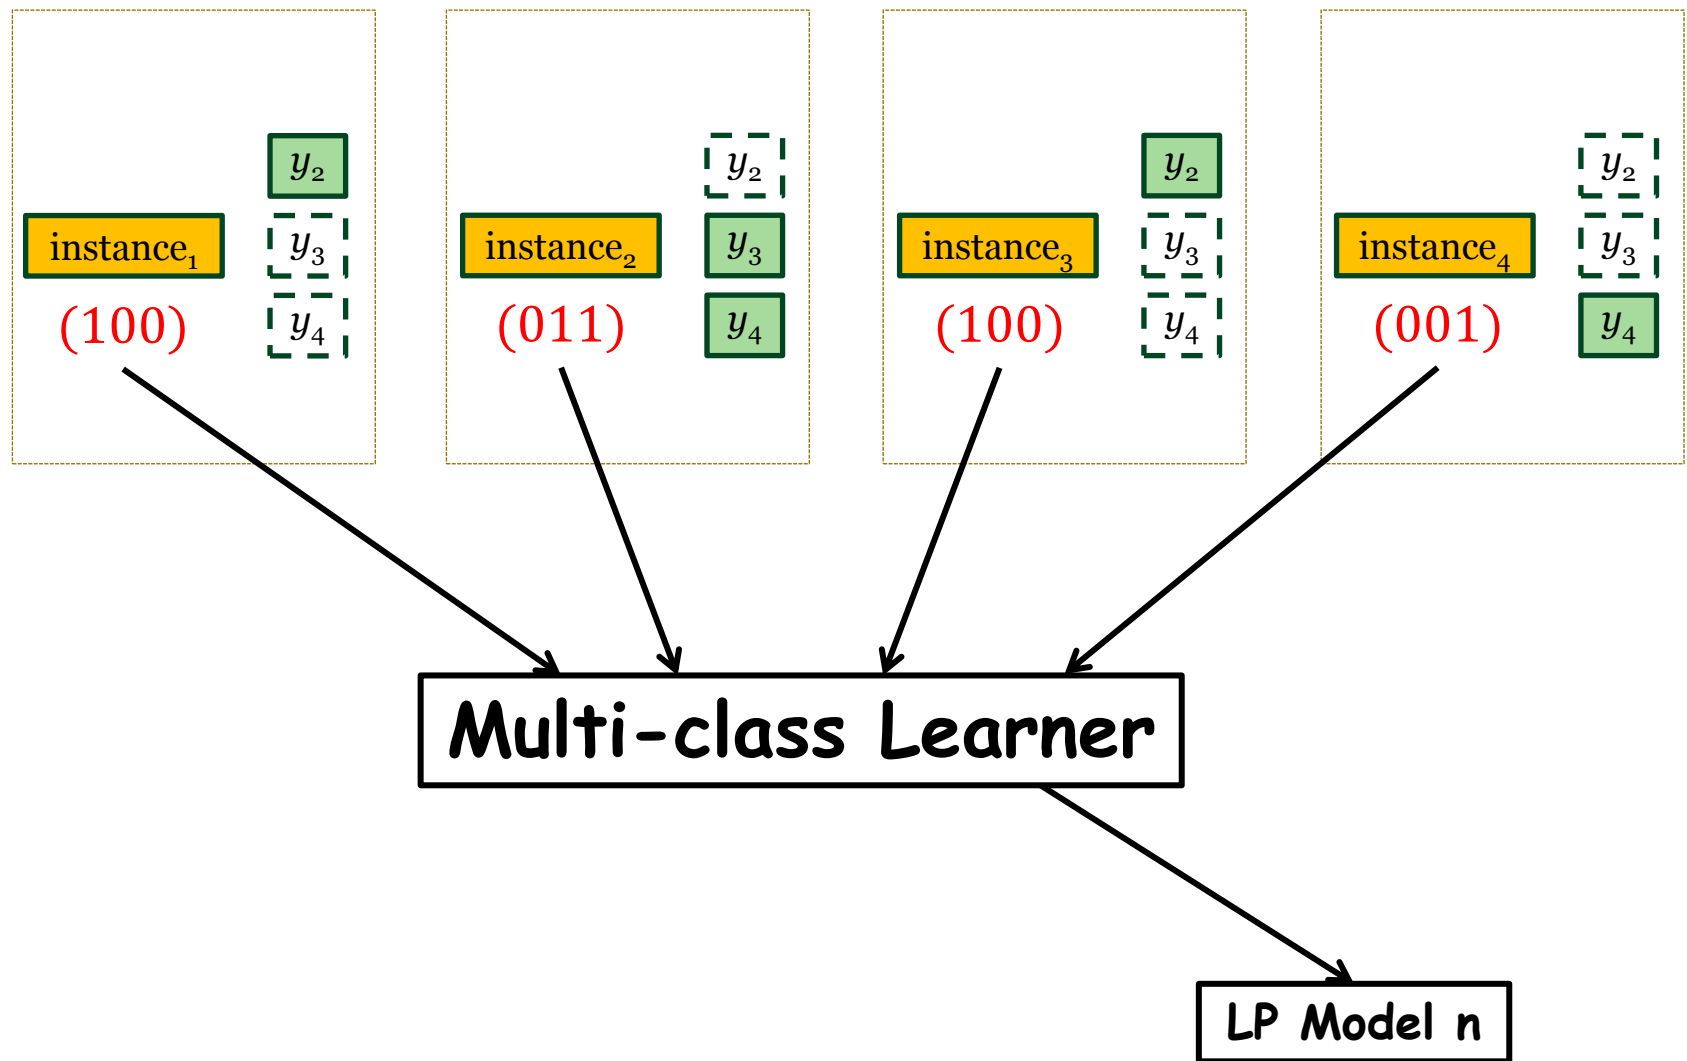 y₂ y₂ y₂ y₂
instance₁ y₃ instance₂ y₃ instance₃ y₃ instance₄ y₃
(100) y₄ (011) y₄ (100) y₄ (001) y₄
Multi-class Learner
LP Model n